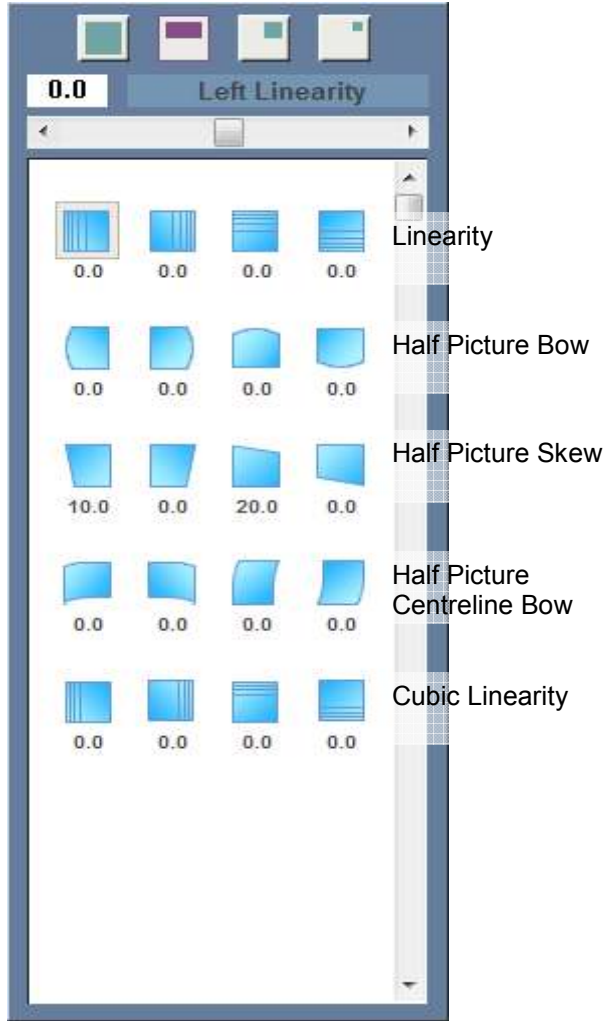 0.0 Left Linearity
Linearity
0.0 0.0 0.0 0.0
Half Picture Bow
0.0 0.0 0.0 0.0
Half Picture Skew
10.0 0.0 20.0 0.0
Half Picture
Centreline Bow
0.0 0.0 0.0 0.0
Cubic Linearity
0.0 0.0 0.0 0.0